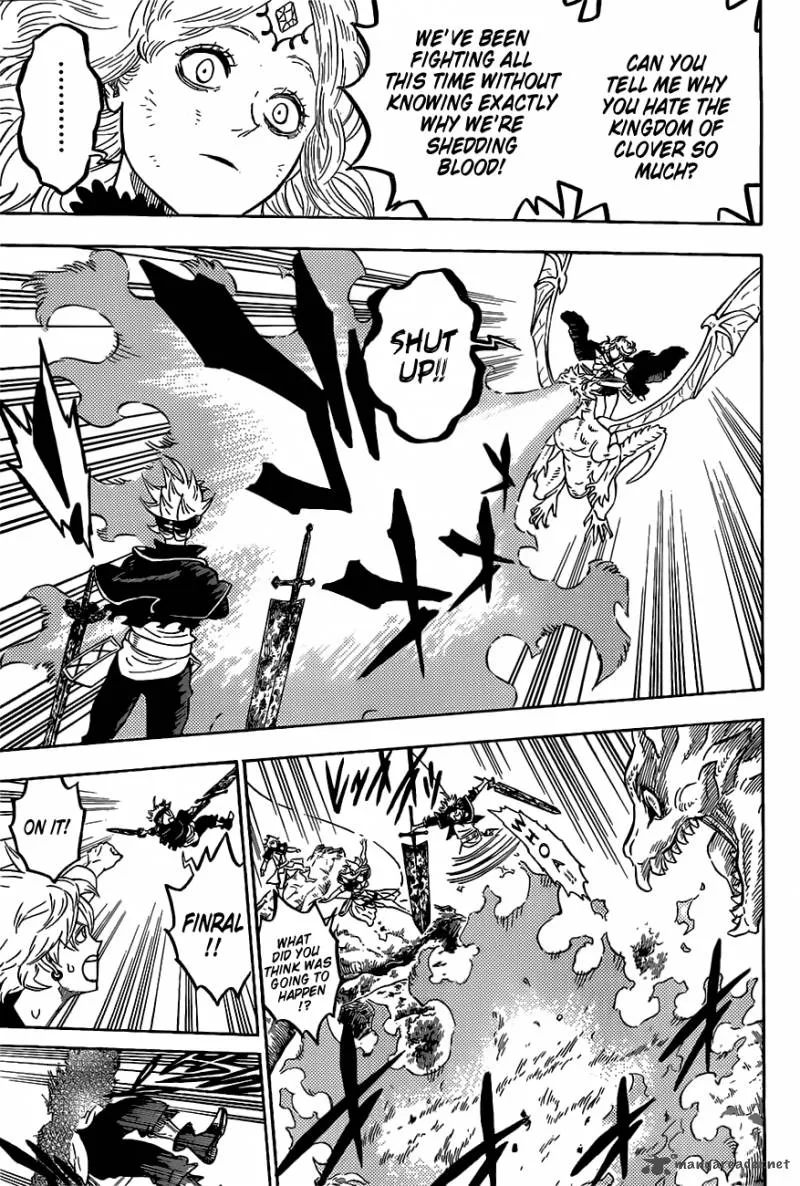 CAN YOU
TELL ME WHY
YOU HATE THE
KINGDOM OF
CLOVER SO
MUCH?
WE'VE BEEN
FIGHTING ALL
THIS TIME WITHOUT
KNOWING EXACTLY
WHY WE'RE
SHEDDING
BLOOD!
.........
SHUT
UP!!
WHOA!!
WHAT
DID YOU
THINK WAS
GOING TO
HAPPEN
!?
FINRAL
!!
ON IT!
mangareader.net